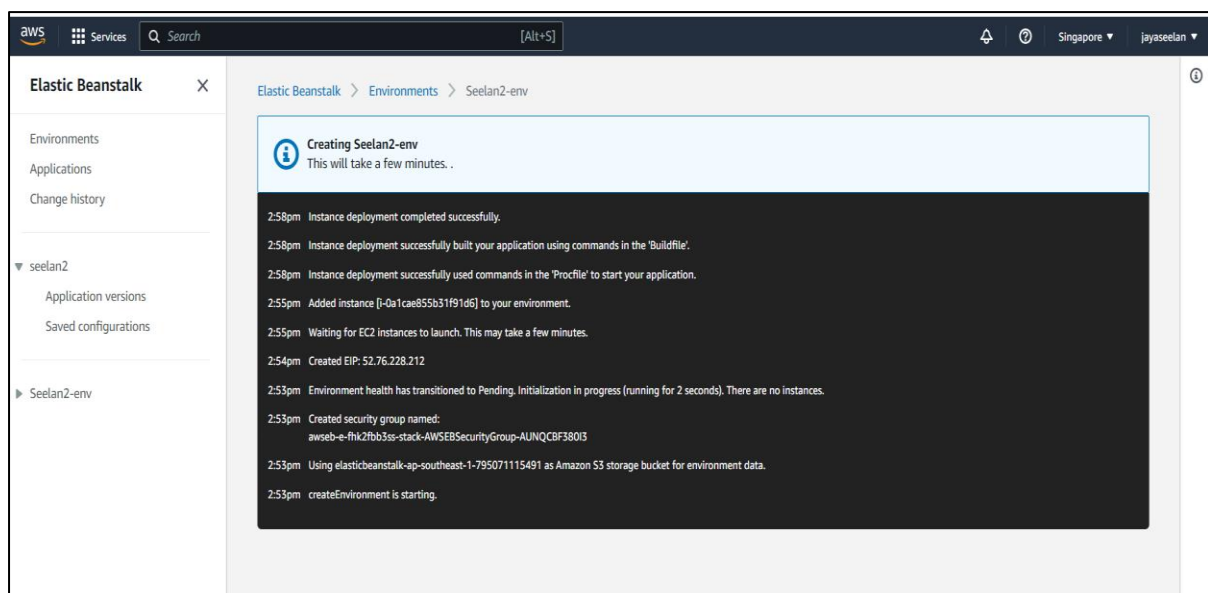 aws
Services
Search
[Alt+S]
Singapore ▼
jayaseelan ▼
Elastic Beanstalk
Environments
Applications
Change history
seelan2
Application versions
Saved configurations
Seelan2-env
Elastic Beanstalk > Environments > Seelan2-env
Creating Seelan2-env
This will take a few minutes. .
2:58pm Instance deployment completed successfully.
2:58pm Instance deployment successfully built your application using commands in the 'Buildfile'.
2:58pm Instance deployment successfully used commands in the 'Procfile' to start your application.
2:55pm Added instance [i-0a1cae855b31f91d6] to your environment.
2:55pm Waiting for EC2 instances to launch. This may take a few minutes.
2:54pm Created EIP: 52.76.228.212
2:53pm Environment health has transitioned to Pending. Initialization in progress (running for 2 seconds). There are no instances.
2:53pm Created security group named:
awseb-e-fhk2fbb3ss-stack-AWSEBSecurityGroup-AUNQCBF380I3
2:53pm Using elasticbeanstalk-ap-southeast-1-795071115491 as Amazon S3 storage bucket for environment data.
2:53pm createEnvironment is starting.